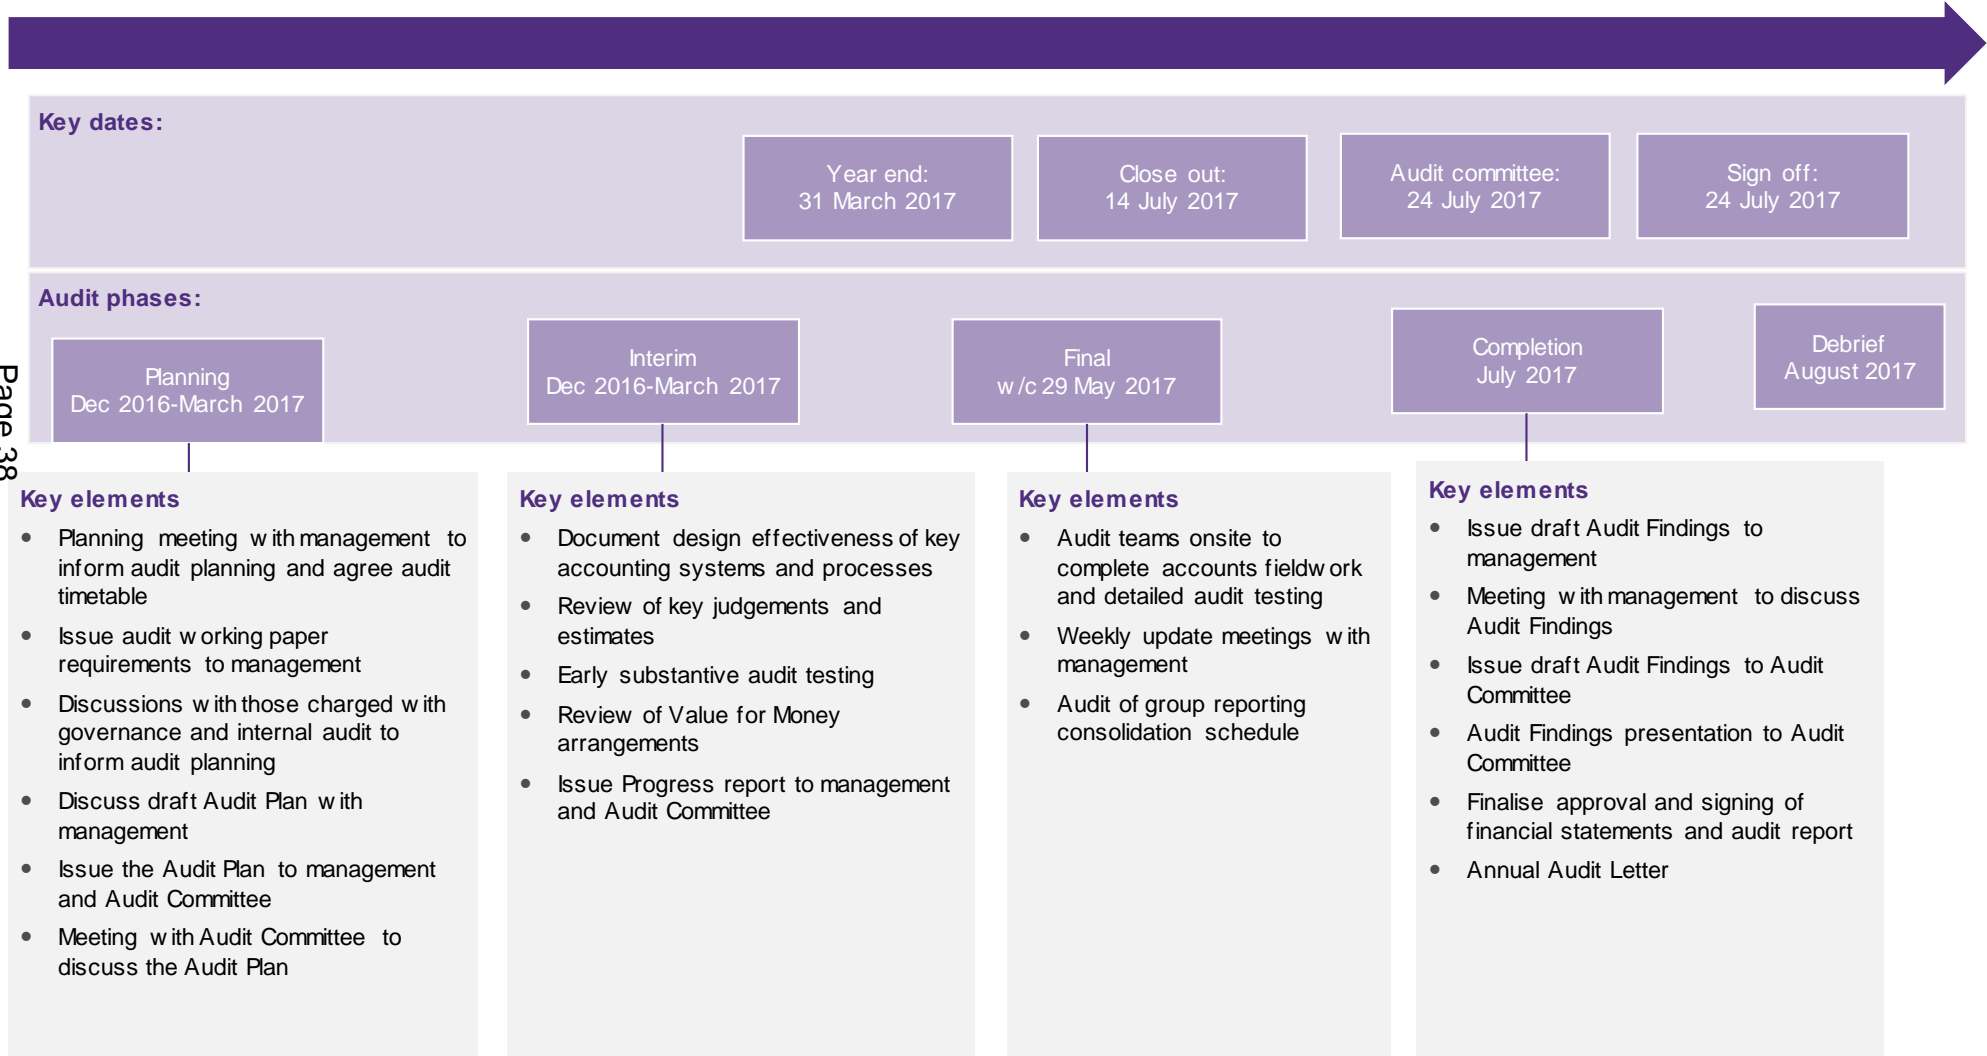 Key dates:
Year end:
31 March 2017
Close out:
14 July 2017
Audit committee:
24 July 2017
Sign off:
24 July 2017
Audit phases:
Planning
Dec 2016-March 2017
Interim
Dec 2016-March 2017
Final
w/c 29 May 2017
Completion
July 2017
Debrief
August 2017
Page 38
Key elements
• Planning meeting with management to
inform audit planning and agree audit
timetable
• Issue audit working paper
requirements to management
• Discussions with those charged with
governance and internal audit to
inform audit planning
• Discuss draft Audit Plan with
management
• Issue the Audit Plan to management
and Audit Committee
• Meeting with Audit Committee to
discuss the Audit Plan
Key elements
• Document design effectiveness of key
accounting systems and processes
• Review of key judgements and
estimates
• Early substantive audit testing
• Review of Value for Money
arrangements
• Issue Progress report to management
and Audit Committee
Key elements
• Audit teams onsite to
complete accounts fieldwork
and detailed audit testing
• Weekly update meetings with
management
• Audit of group reporting
consolidation schedule
Key elements
• Issue draft Audit Findings to
management
• Meeting with management to discuss
Audit Findings
• Issue draft Audit Findings to Audit
Committee
• Audit Findings presentation to Audit
Committee
• Finalise approval and signing of
financial statements and audit report
• Annual Audit Letter